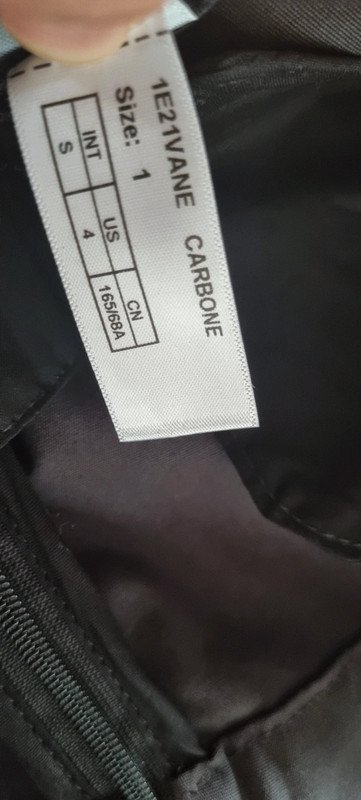 1E21VANE CARBONE
Size: 1
INT US CN
S 4 165/68A